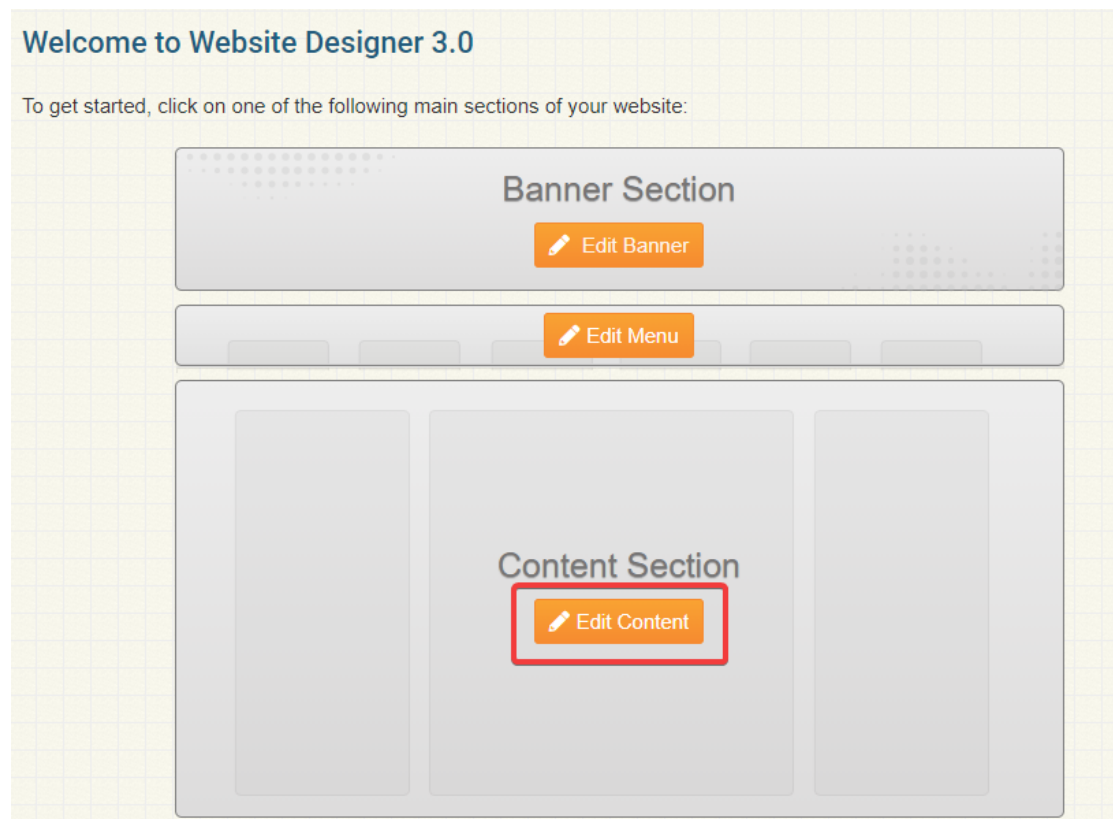 Welcome to Website Designer 3.0
To get started, click on one of the following main sections of your website:
Banner Section
Edit Banner
Edit Menu
Content Section
Edit Content